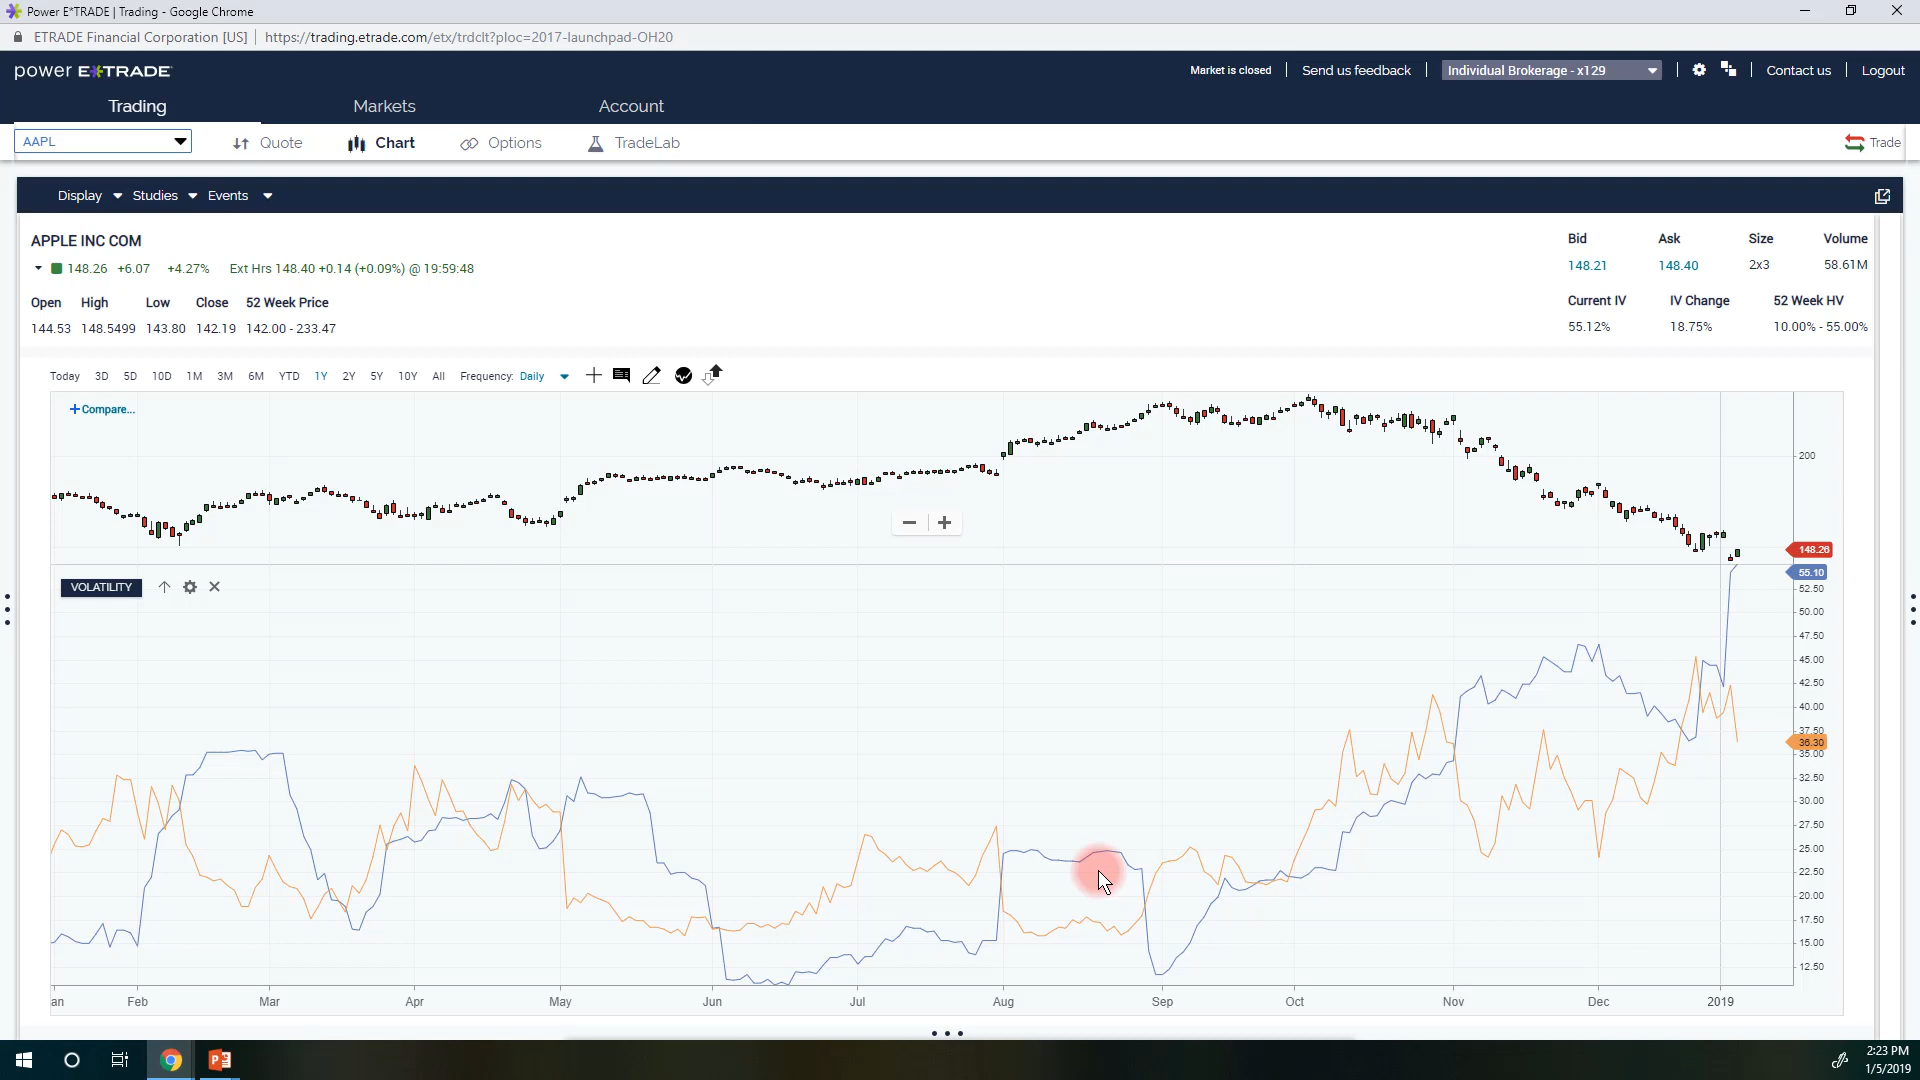 Power E*TRADE | Trading - Google Chrome
ETRADE Financial Corporation [US] | https://trading.etrade.com/etx/trdclt?ploc=2017-launchpad-OH20
power E*TRADE
Market is closed | Send us feedback | Individual Brokerage - x129 | Contact us | Logout
Trading Markets Account
AAPL Quote Chart Options TradeLab Trade
Display Studies Events
APPLE INC COM
Bid Ask Size Volume
148.26 +6.07 +4.27% Ext Hrs 148.40 +0.14 (+0.09%) @ 19:59:48
148.21 148.40 2x3 58.61M
Open High Low Close 52 Week Price
Current IV IV Change 52 Week HV
144.53 148.5499 143.80 142.19 142.00 - 233.47
55.12% 18.75% 10.00% - 55.00%
Today 3D 5D 10D 1M 3M 6M YTD 1Y 2Y 5Y 10Y All Frequency: Daily
+Compare...
200
148.26
VOLATILITY
55.10
52.50
50.00
47.50
45.00
42.50
40.00
37.50
36.30
35.00
32.50
30.00
27.50
25.00
22.50
20.00
17.50
15.00
12.50
an Feb Mar Apr May Jun Jul Aug Sep Oct Nov Dec 2019
2:23 PM
1/5/2019